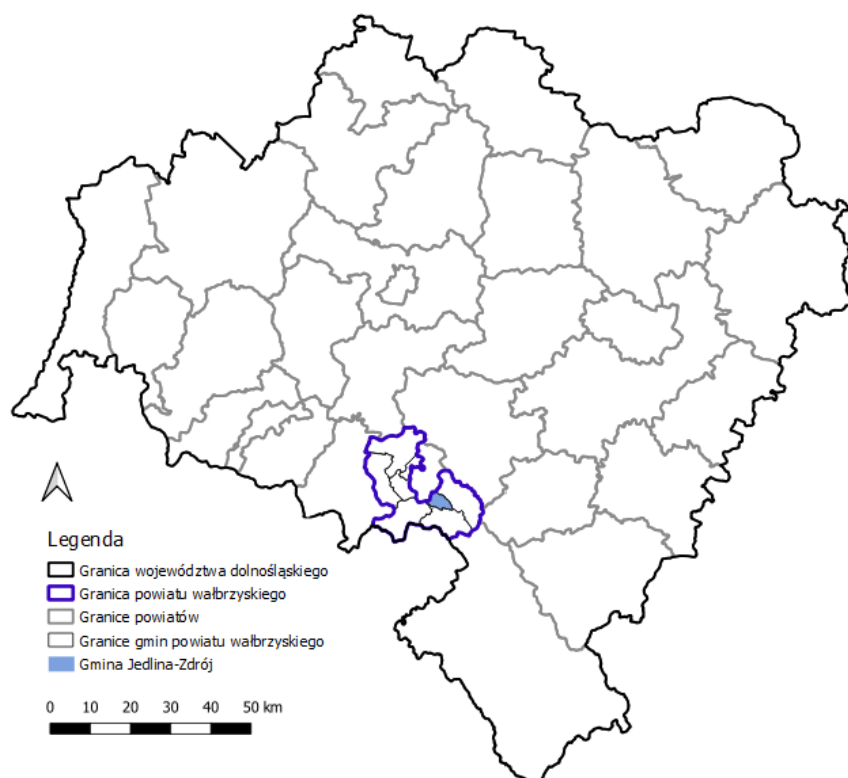 Legenda
Granica województwa dolnośląskiego
Granica powiatu wałbrzyskiego
Granice powiatów
Granice gmin powiatu wałbrzyskiego
Gmina Jedlina-Zdrój
0 10 20 30 40 50 km